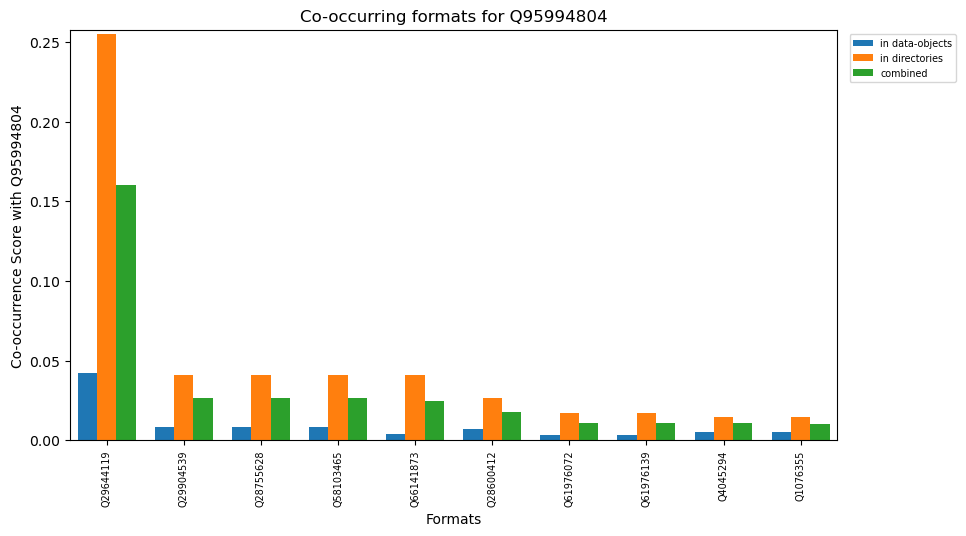 Co-occurring formats for Q95994804
in data-objects
in directories
combined
Co-occurrence Score with Q95994804
0.25
0.20
0.15
0.10
0.05
0.00
Q29644119
Q29904539
Q28755628
Q58103465
Q66141873
Q28600412
Q61976072
Q61976139
Q4045294
Q1076355
Formats